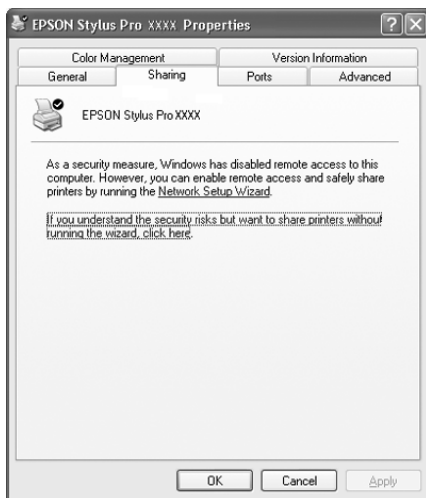 EPSON Stylus Pro XXXX Properties
Color Management Version Information
General Sharing Ports Advanced
EPSON Stylus Pro XXXX
As a security measure, Windows has disabled remote access to this
computer. However, you can enable remote access and safely share
printers by running the Network Setup Wizard.
If you understand the security risks but want to share printers without
running the wizard, click here.
OK Cancel Apply